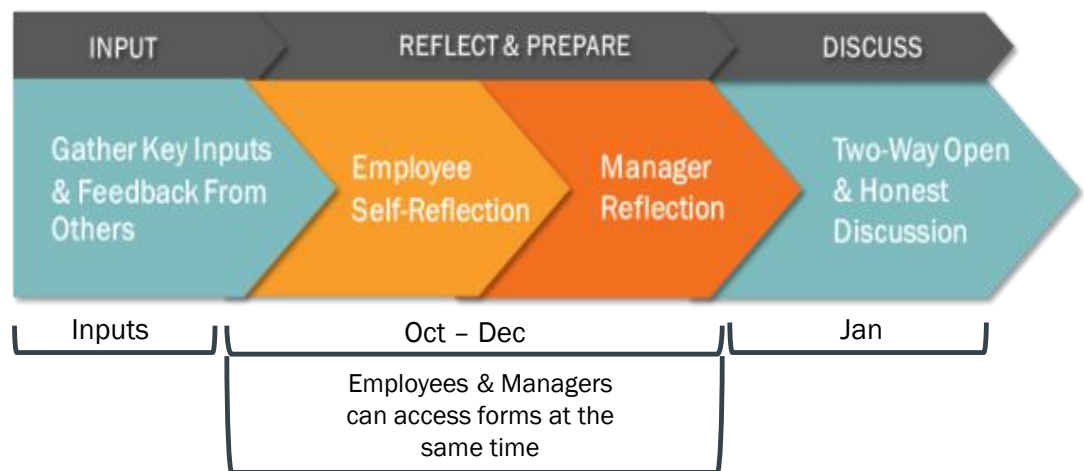 INPUT
REFLECT & PREPARE
DISCUSS
Gather Key Inputs
& Feedback From
Others
Employee
Self-Reflection
Manager
Reflection
Two-Way Open
& Honest
Discussion
Inputs
Oct – Dec
Jan
Employees & Managers
can access forms at the
same time